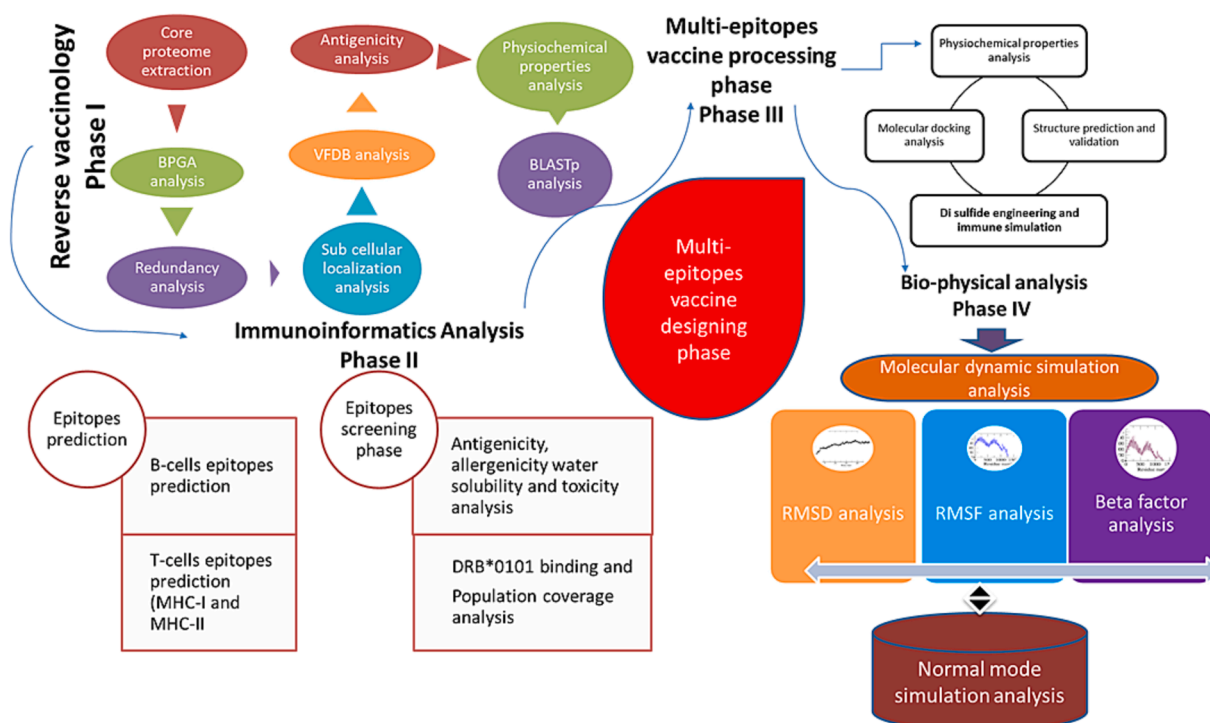 Reverse vaccinology
Phase I
Core
proteome
extraction
BPGA
analysis
Redundancy
analysis
Sub cellular
localization
analysis
VFDB analysis
Antigenicity
analysis
Physiochemical
properties
analysis
BLASTp
analysis
Immunoinformatics Analysis
Phase II
Epitopes
prediction
B-cells epitopes
prediction
T-cells epitopes
prediction
(MHC-I and
MHC-II
Epitopes
screening
phase
Antigenicity,
allergenicity water
solubility and toxicity
analysis
DRB*0101 binding and
Population coverage
analysis
Multi-epitopes
vaccine processing
phase
Phase III
Multi-
epitopes
vaccine
designing
phase
Physiochemical properties
analysis
Molecular docking
analysis
Structure prediction and
validation
Di sulfide engineering and
immune simulation
Bio-physical analysis
Phase IV
Molecular dynamic simulation
analysis
RMSD analysis
RMSF analysis
Beta factor
analysis
Normal mode
simulation analysis